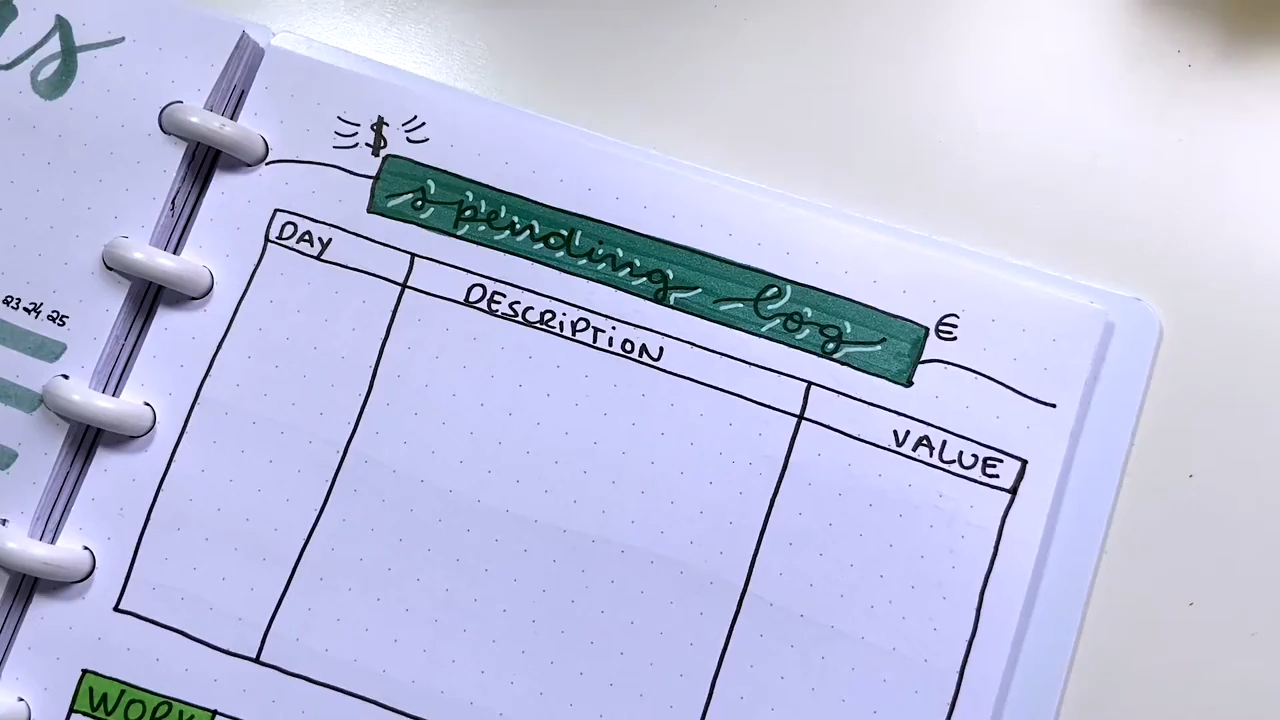 23 24 25
$
spending log
€
DAY
DESCRIPTION
VALUE
WORK